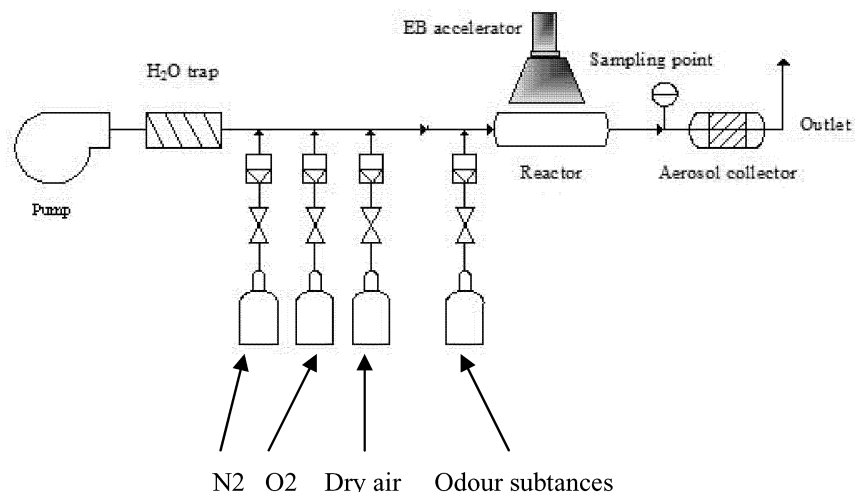 EB accelerator
Sampling point
H₂O trap
Outlet
Reactor
Aerosol collector
Pump
N2 O2 Dry air Odour subtances